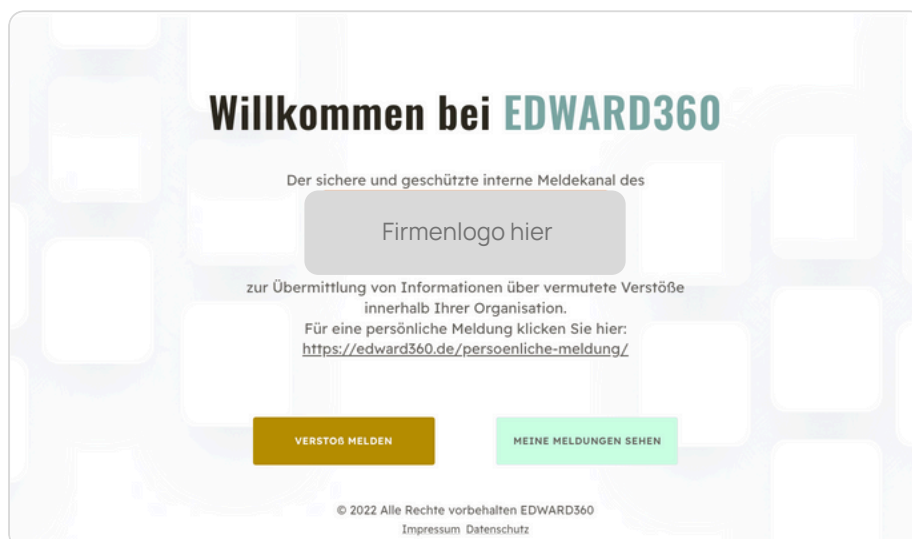 Willkommen bei EDWARD360
Der sichere und geschützte interne Meldekanal des
Firmenlogo hier
zur Übermittlung von Informationen über vermutete Verstöße
innerhalb Ihrer Organisation.
Für eine persönliche Meldung klicken Sie hier:
https://edward360.de/persoenliche-meldung/
VERSTOß MELDEN
MEINE MELDUNGEN SEHEN
© 2022 Alle Rechte vorbehalten EDWARD360
Impressum Datenschutz